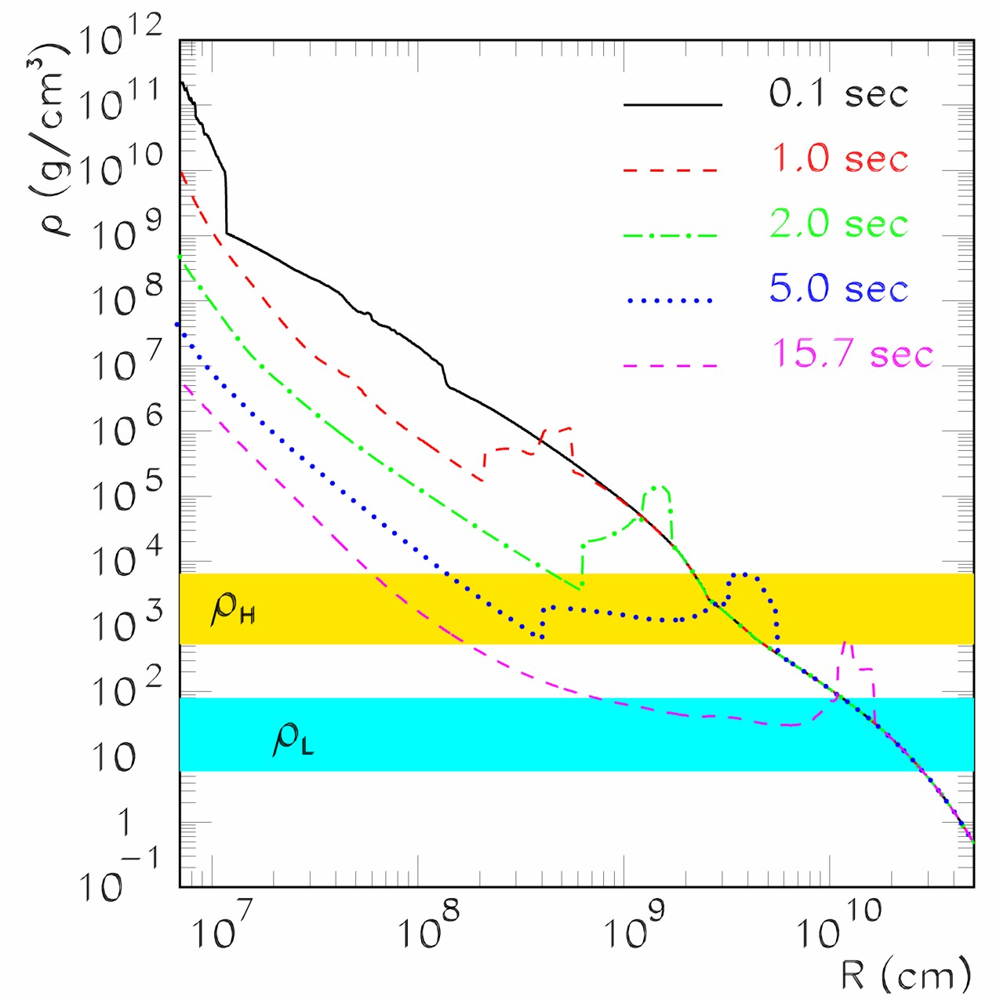 ρ (g/cm³)
10¹²
10¹¹
10¹⁰
10⁹
10⁸
10⁷
10⁶
10⁵
10⁴
10³
10²
10
1
10⁻¹
0.1 sec
1.0 sec
2.0 sec
5.0 sec
15.7 sec
ρH
ρL
10⁷ 10⁸ 10⁹ 10¹⁰
R (cm)